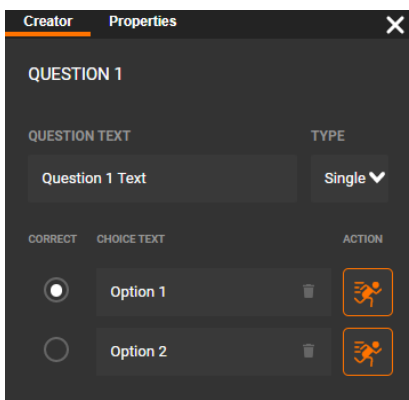 Creator Properties
QUESTION 1
QUESTION TEXT TYPE
Question 1 Text Single
CORRECT CHOICE TEXT ACTION
Option 1
Option 2